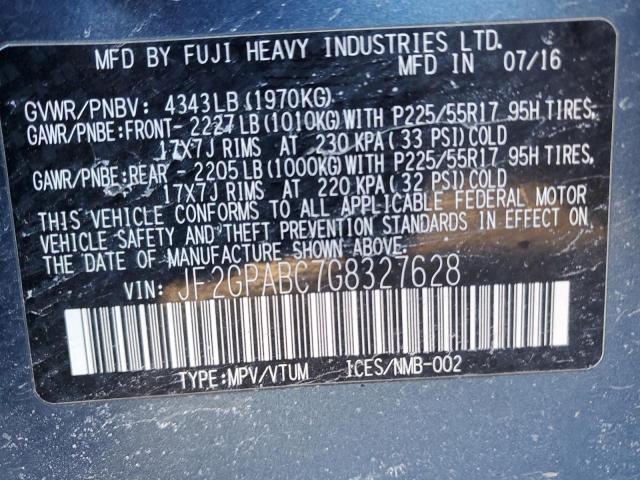 MFD BY FUJI HEAVY INDUSTRIES LTD.
MFD IN 07/16
GVWR/PNBV: 4343LB(1970KG)
GAWR/PNBE:FRONT- 2227LB(1010KG)WITH P225/55R17 95H TIRES,
17X7J RIMS AT 230 KPA(33 PSI)COLD
GAWR/PNBE:REAR - 2205LB(1000KG)WITH P225/55R17 95H TIRES,
17X7J RIMS AT 220 KPA(32 PSI)COLD
THIS VEHICLE CONFORMS TO ALL APPLICABLE FEDERAL MOTOR
VEHICLE SAFETY AND THEFT PREVENTION STANDARDS IN EFFECT ON
THE DATE OF MANUFACTURE SHOWN ABOVE.
VIN: JF2GPABC7G8327628
TYPE:MPV/VTUM ICES/NMB-002